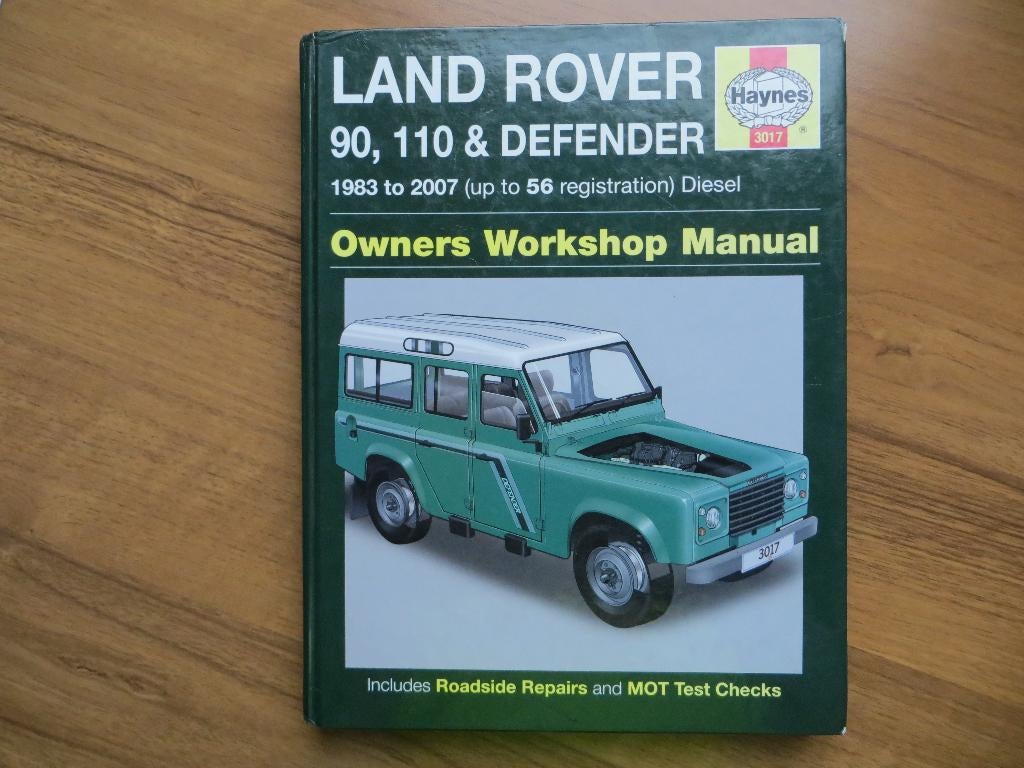 LAND ROVER
90, 110 & DEFENDER
1983 to 2007 (up to 56 registration) Diesel
Haynes
3017
®
Owners Workshop Manual
DEFENDER
3017
Includes Roadside Repairs and MOT Test Checks